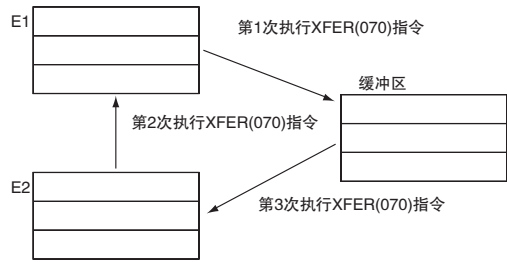 E1
第1次执行XFER(070)指令
缓冲区
第2次执行XFER(070)指令
E2
第3次执行XFER(070)指令